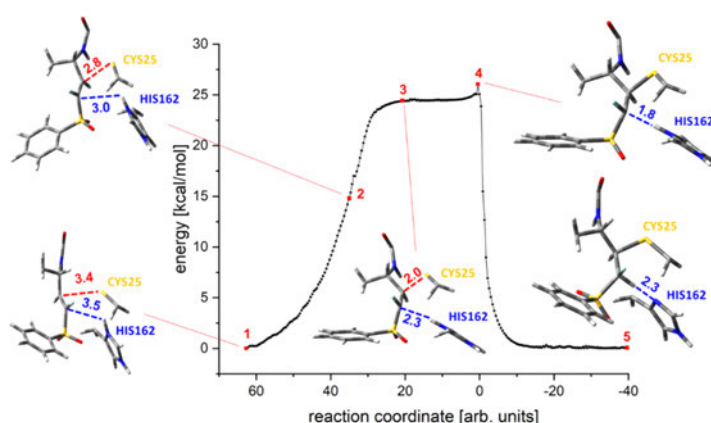 2.8
CYS25
3.0
HIS162
3.4
CYS25
3.5
HIS162
energy [kcal/mol]
30
25
20
15
10
5
0
1
2
3
4
5
2.0
CYS25
2.3
HIS162
CYS25
1.8
HIS162
CYS25
2.3
HIS162
60
40
20
0
-20
-40
reaction coordinate [arb. units]